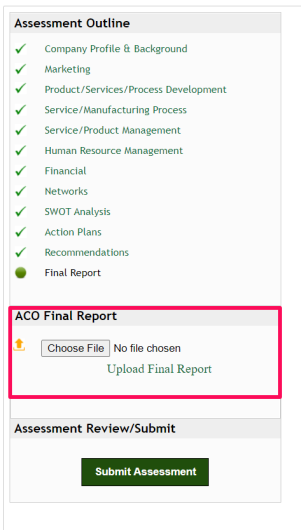 Assessment Outline
Company Profile & Background
Marketing
Product/Services/Process Development
Service/Manufacturing Process
Service/Product Management
Human Resource Management
Financial
Networks
SWOT Analysis
Action Plans
Recommendations
Final Report
ACO Final Report
Choose File No file chosen
Upload Final Report
Assessment Review/Submit
Submit Assessment